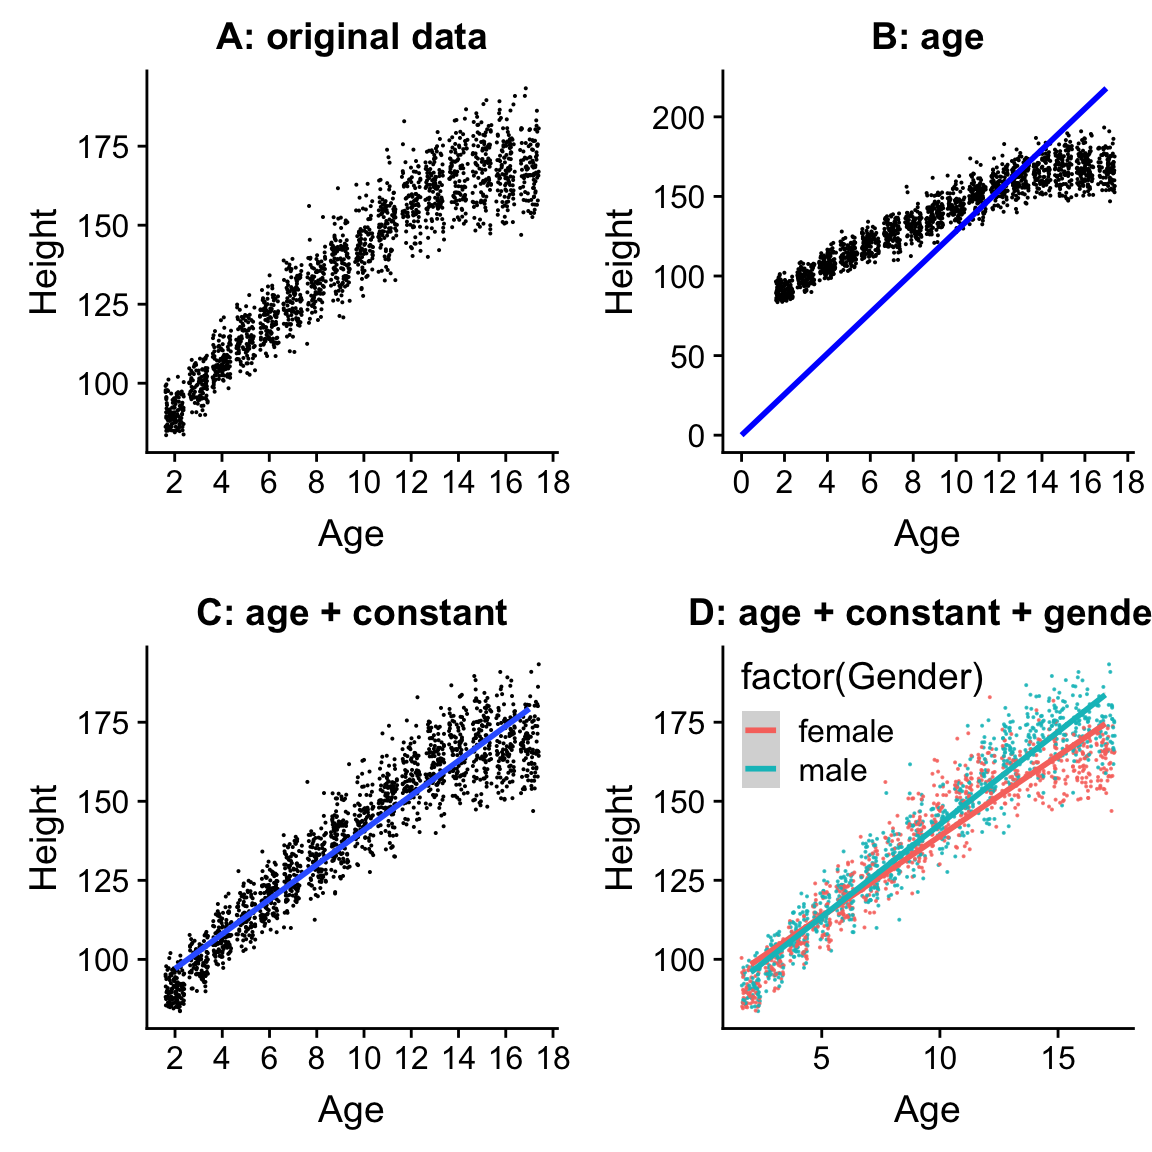 A: original data
175
150
125
100
Height
2 4 6 8 10 12 14 16 18
Age
B: age
200
150
100
50
0
Height
0 2 4 6 8 10 12 14 16 18
Age
C: age + constant
175
150
125
100
Height
2 4 6 8 10 12 14 16 18
Age
D: age + constant + gende
factor(Gender)
female
male
175
150
125
100
Height
5 10 15
Age